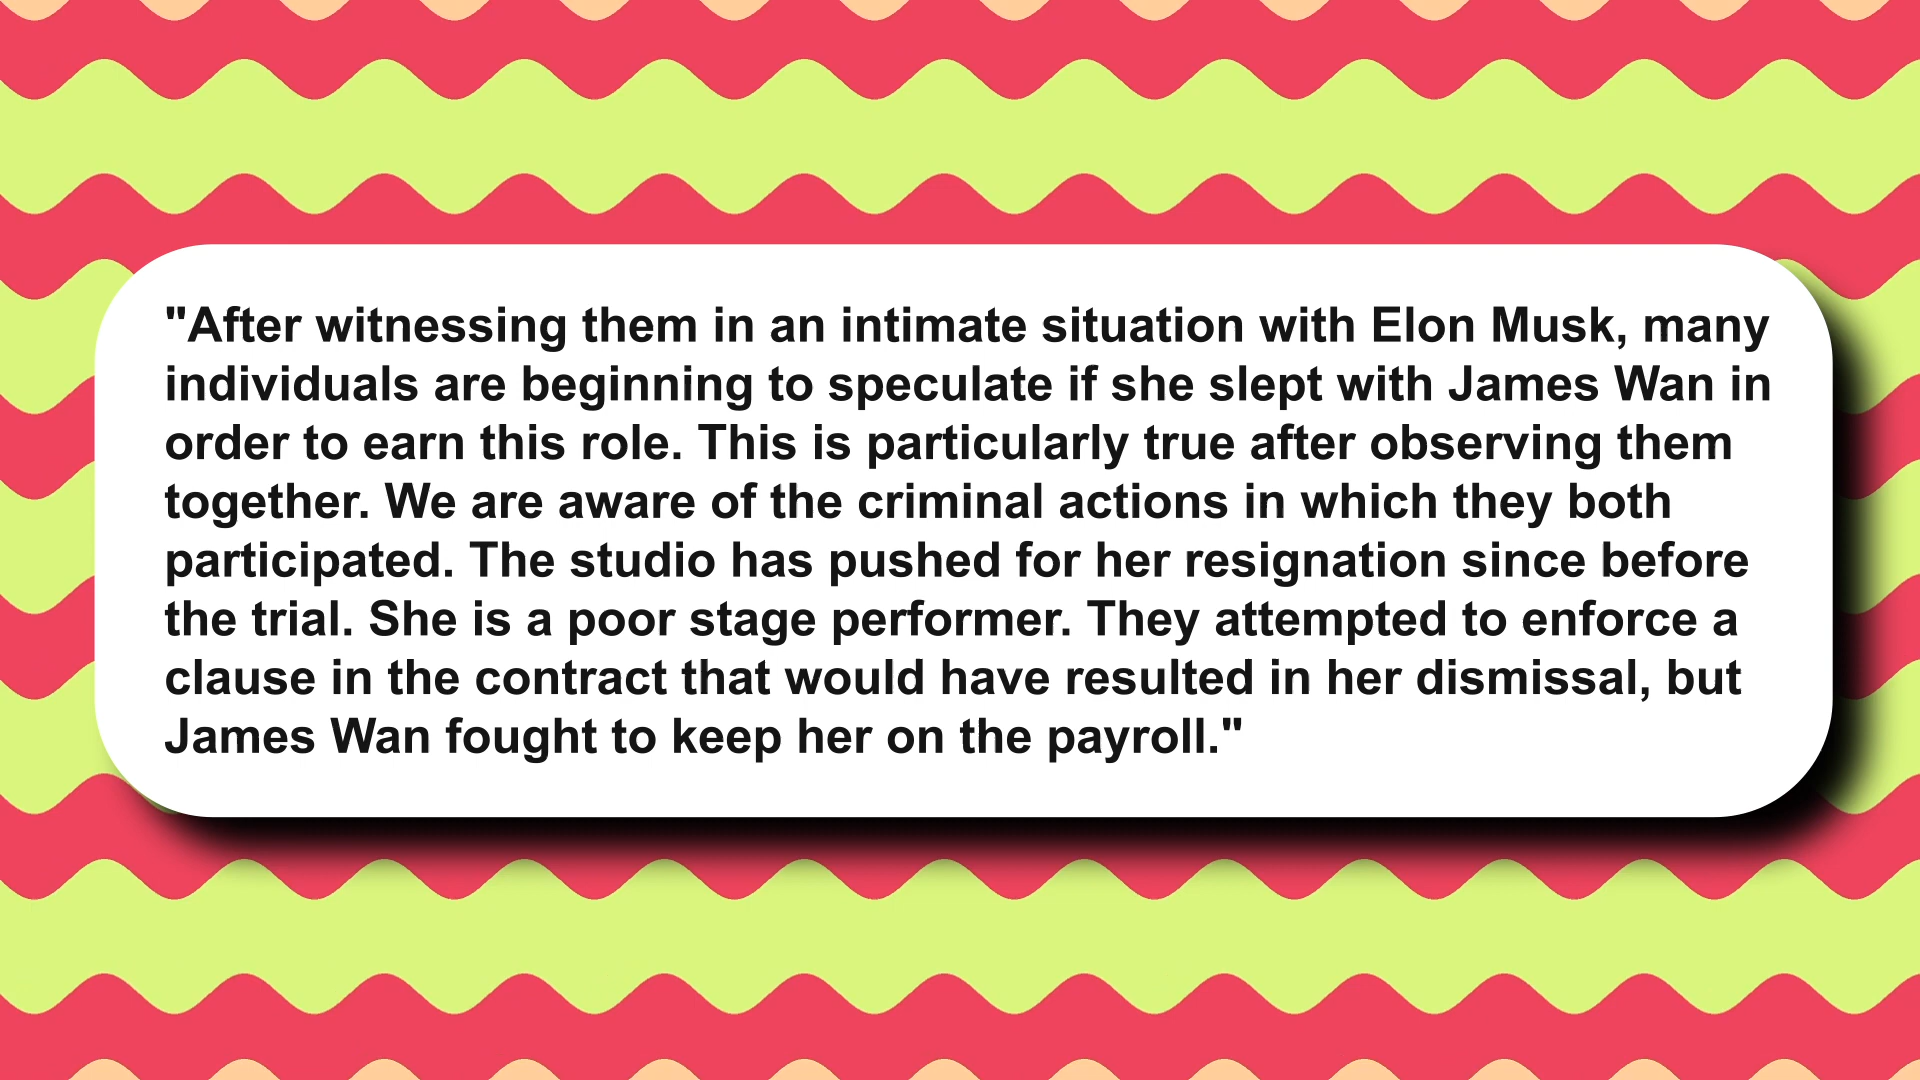 "After witnessing them in an intimate situation with Elon Musk, many
individuals are beginning to speculate if she slept with James Wan in
order to earn this role. This is particularly true after observing them
together. We are aware of the criminal actions in which they both
participated. The studio has pushed for her resignation since before
the trial. She is a poor stage performer. They attempted to enforce a
clause in the contract that would have resulted in her dismissal, but
James Wan fought to keep her on the payroll."